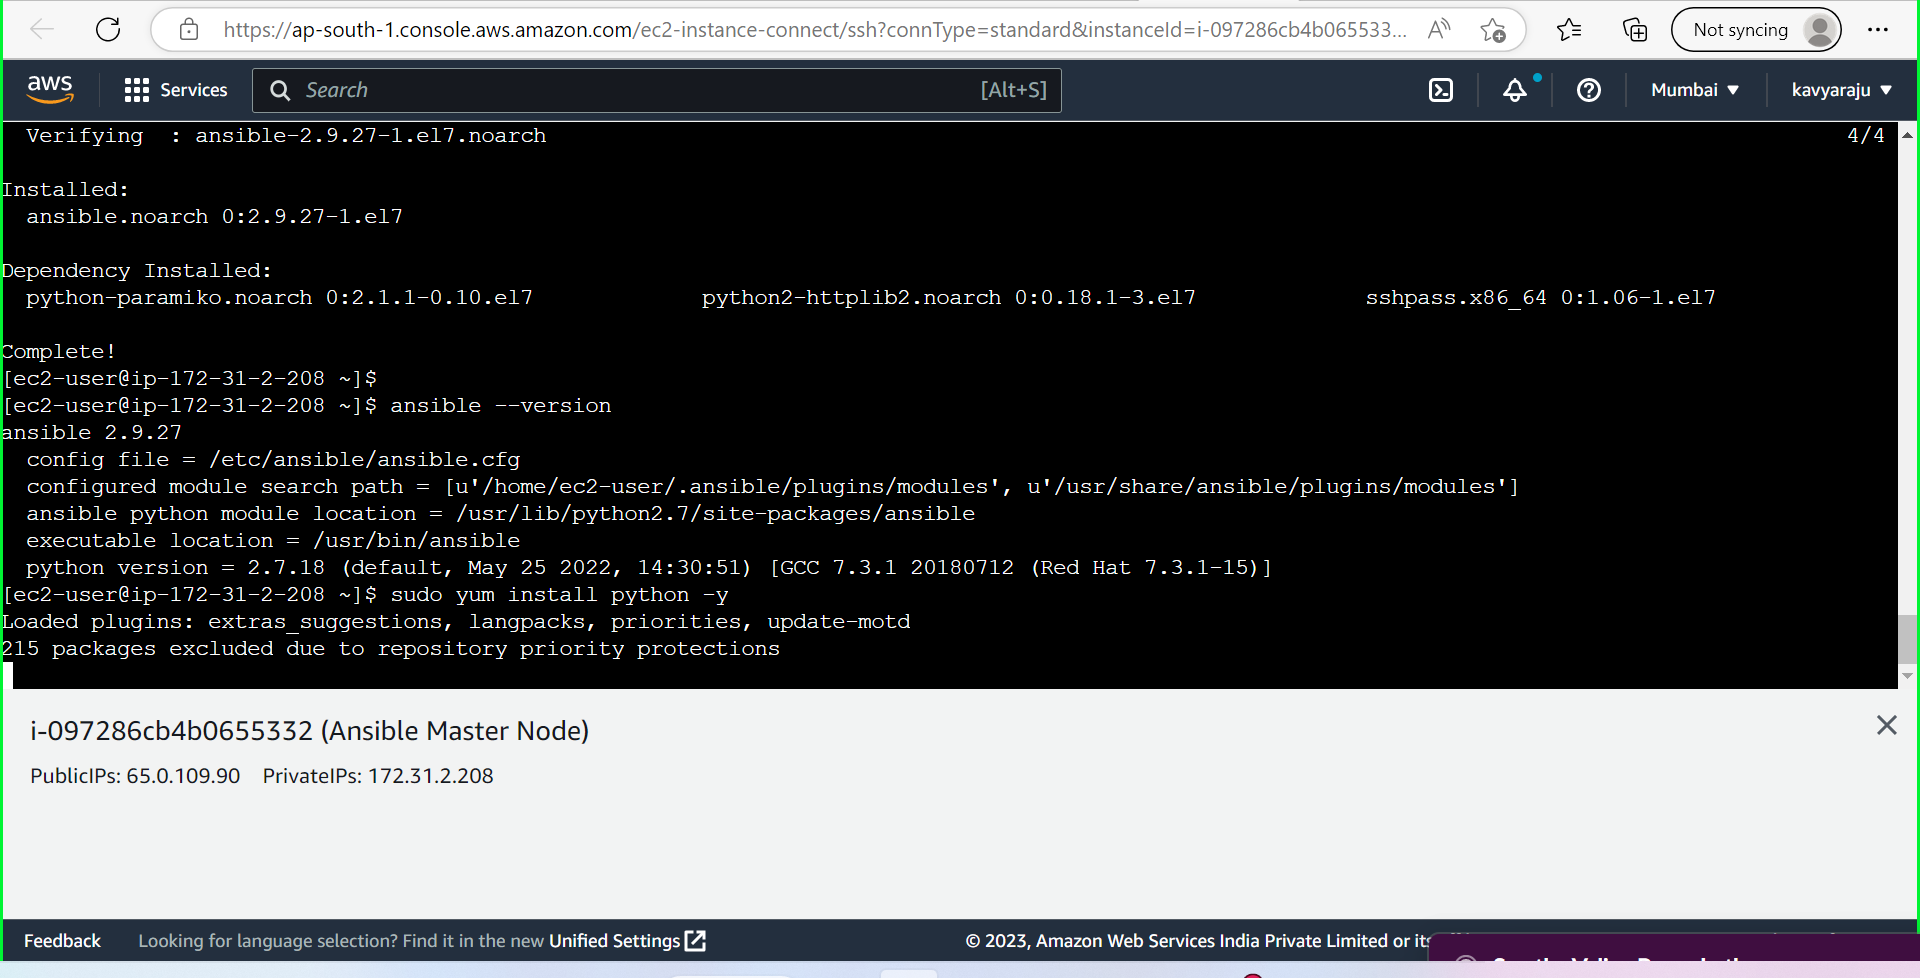 https://ap-south-1.console.aws.amazon.com/ec2-instance-connect/ssh?connType=standard&instanceId=i-097286cb4b065533...
Not syncing
aws
Services
Search
[Alt+S]
Mumbai
kavyaraju
Verifying : ansible-2.9.27-1.el7.noarch 4/4
Installed:
ansible.noarch 0:2.9.27-1.el7
Dependency Installed:
python-paramiko.noarch 0:2.1.1-0.10.el7 python2-httplib2.noarch 0:0.18.1-3.el7 sshpass.x86_64 0:1.06-1.el7
Complete!
[ec2-user@ip-172-31-2-208 ~]$
[ec2-user@ip-172-31-2-208 ~]$ ansible --version
ansible 2.9.27
config file = /etc/ansible/ansible.cfg
configured module search path = [u'/home/ec2-user/.ansible/plugins/modules', u'/usr/share/ansible/plugins/modules']
ansible python module location = /usr/lib/python2.7/site-packages/ansible
executable location = /usr/bin/ansible
python version = 2.7.18 (default, May 25 2022, 14:30:51) [GCC 7.3.1 20180712 (Red Hat 7.3.1-15)]
[ec2-user@ip-172-31-2-208 ~]$ sudo yum install python -y
Loaded plugins: extras_suggestions, langpacks, priorities, update-motd
215 packages excluded due to repository priority protections
i-097286cb4b0655332 (Ansible Master Node)
PublicIPs: 65.0.109.90 PrivateIPs: 172.31.2.208
Feedback
Looking for language selection? Find it in the new Unified Settings
© 2023, Amazon Web Services India Private Limited or its